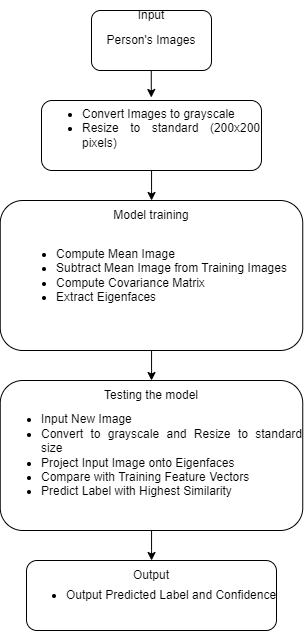 Input
Person's Images
Convert Images to grayscale
Resize to standard (200x200
pixels)
Model training
Compute Mean Image
Subtract Mean Image from Training Images
Compute Covariance Matrix
Extract Eigenfaces
Testing the model
Input New Image
Convert to grayscale and Resize to standard
size
Project Input Image onto Eigenfaces
Compare with Training Feature Vectors
Predict Label with Highest Similarity
Output
Output Predicted Label and Confidence